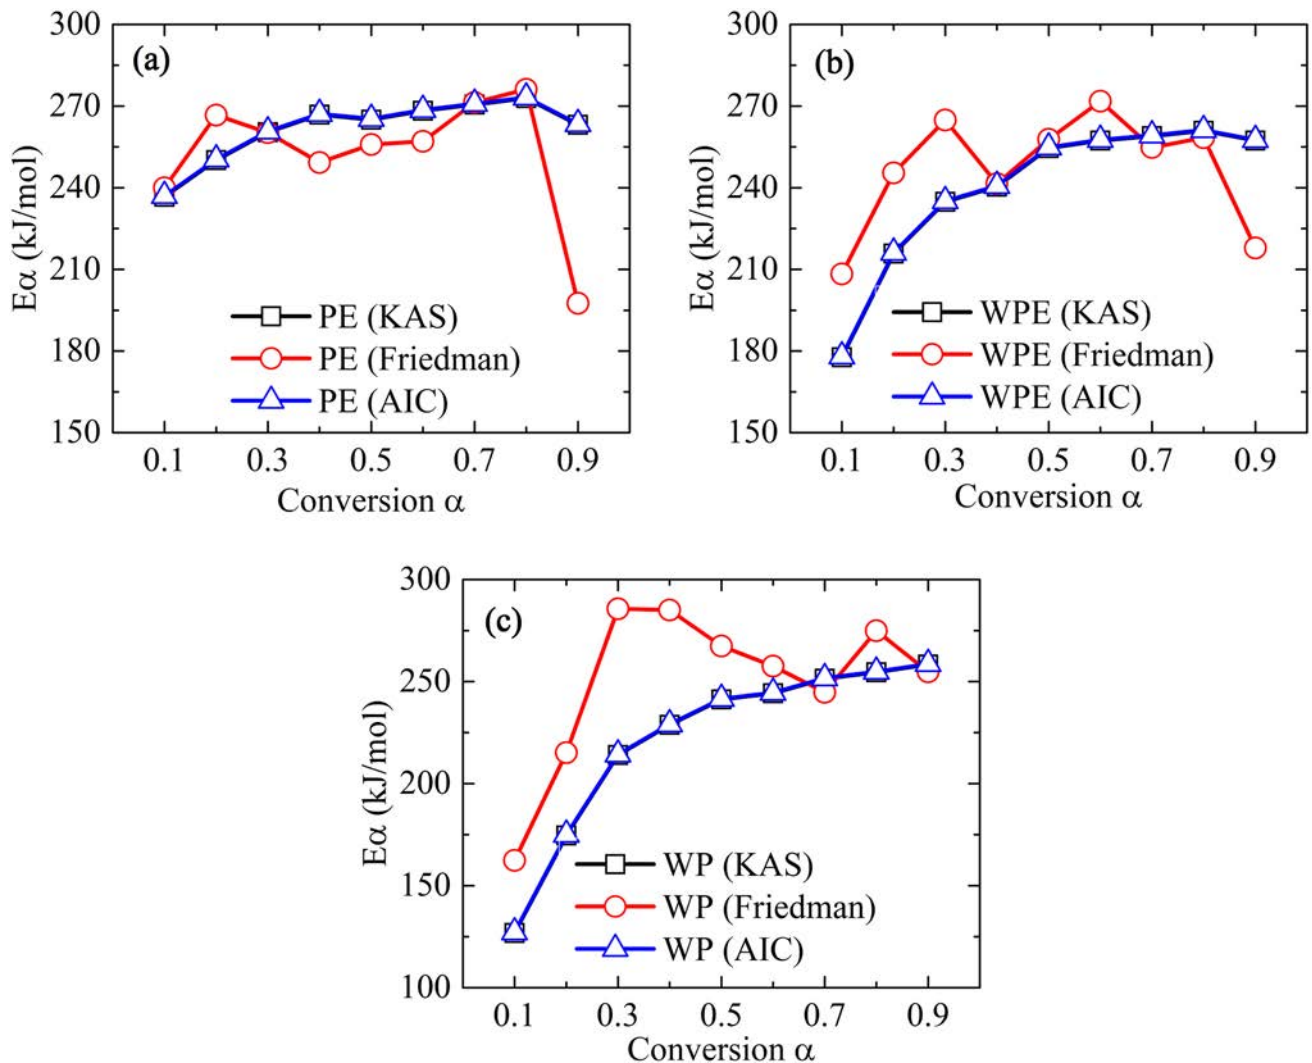 (a)
300
270
240
210
180
150
Eα (kJ/mol)
PE (KAS)
PE (Friedman)
PE (AIC)
0.1 0.3 0.5 0.7 0.9
Conversion α
(b)
300
270
240
210
180
150
Eα (kJ/mol)
WPE (KAS)
WPE (Friedman)
WPE (AIC)
0.1 0.3 0.5 0.7 0.9
Conversion α
(c)
300
250
200
150
100
Eα (kJ/mol)
WP (KAS)
WP (Friedman)
WP (AIC)
0.1 0.3 0.5 0.7 0.9
Conversion α